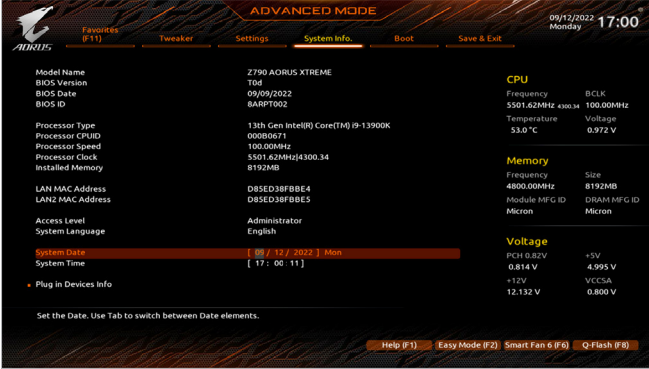 ADVANCED MODE
09/12/2022 Monday 17:00
AORUS
Favorites (F11) Tweaker Settings System Info. Boot Save & Exit
Model Name Z790 AORUS XTREME
BIOS Version T0d
BIOS Date 09/09/2022
BIOS ID 8ARPT002
Processor Type 13th Gen Intel(R) Core(TM) i9-13900K
Processor CPUID 000B0671
Processor Speed 100.00MHz
Processor Clock 5501.62MHz|4300.34
Installed Memory 8192MB
LAN MAC Address D85ED38FBBE4
LAN2 MAC Address D85ED38FBBE5
Access Level Administrator
System Language English
System Date [ 09/ 12/ 2022 ] Mon
System Time [ 17: 00: 11]
Plug in Devices Info
Set the Date. Use Tab to switch between Date elements.
CPU
Frequency BCLK
5501.62MHz 4300.34 100.00MHz
Temperature Voltage
53.0 °C 0.972 V
Memory
Frequency Size
4800.00MHz 8192MB
Module MFG ID DRAM MFG ID
Micron Micron
Voltage
PCH 0.82V +5V
0.814 V 4.995 V
+12V VCCSA
12.132 V 0.800 V
Help (F1) Easy Mode (F2) Smart Fan 6 (F6) Q-Flash (F8)